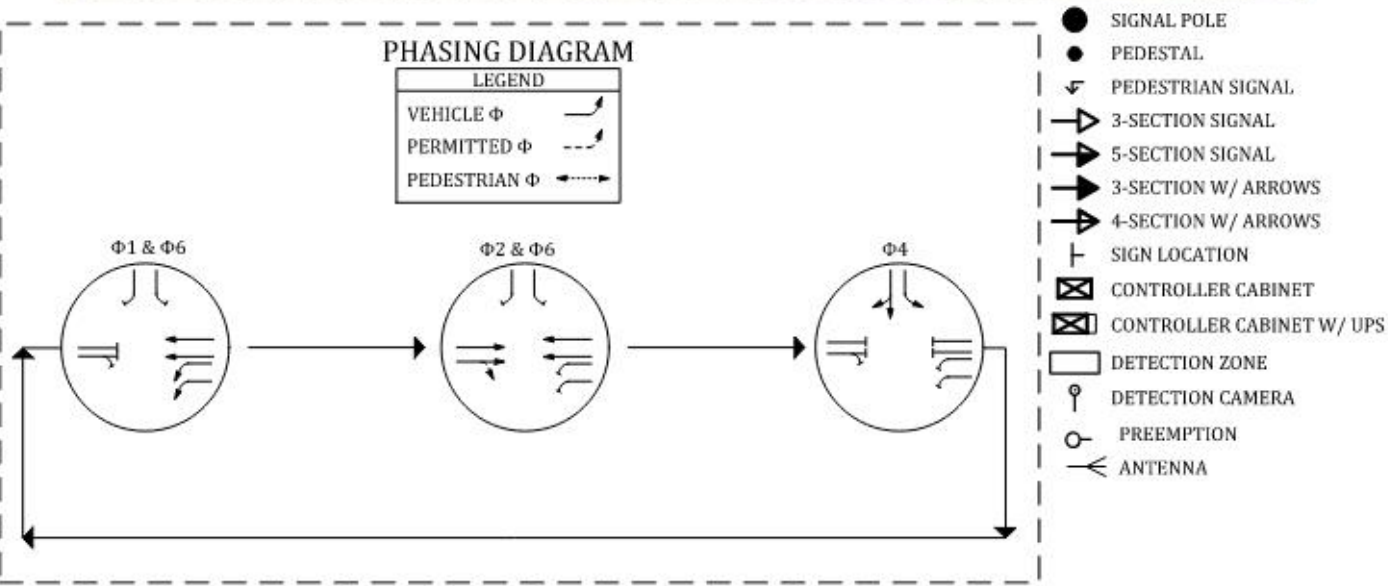 PHASING DIAGRAM
LEGEND
VEHICLE Φ
PERMITTED Φ
PEDESTRIAN Φ
Φ1 & Φ6
Φ2 & Φ6
Φ4
SIGNAL POLE
PEDESTAL
PEDESTRIAN SIGNAL
3-SECTION SIGNAL
5-SECTION SIGNAL
3-SECTION W/ ARROWS
4-SECTION W/ ARROWS
SIGN LOCATION
CONTROLLER CABINET
CONTROLLER CABINET W/ UPS
DETECTION ZONE
DETECTION CAMERA
PREEMPTION
ANTENNA